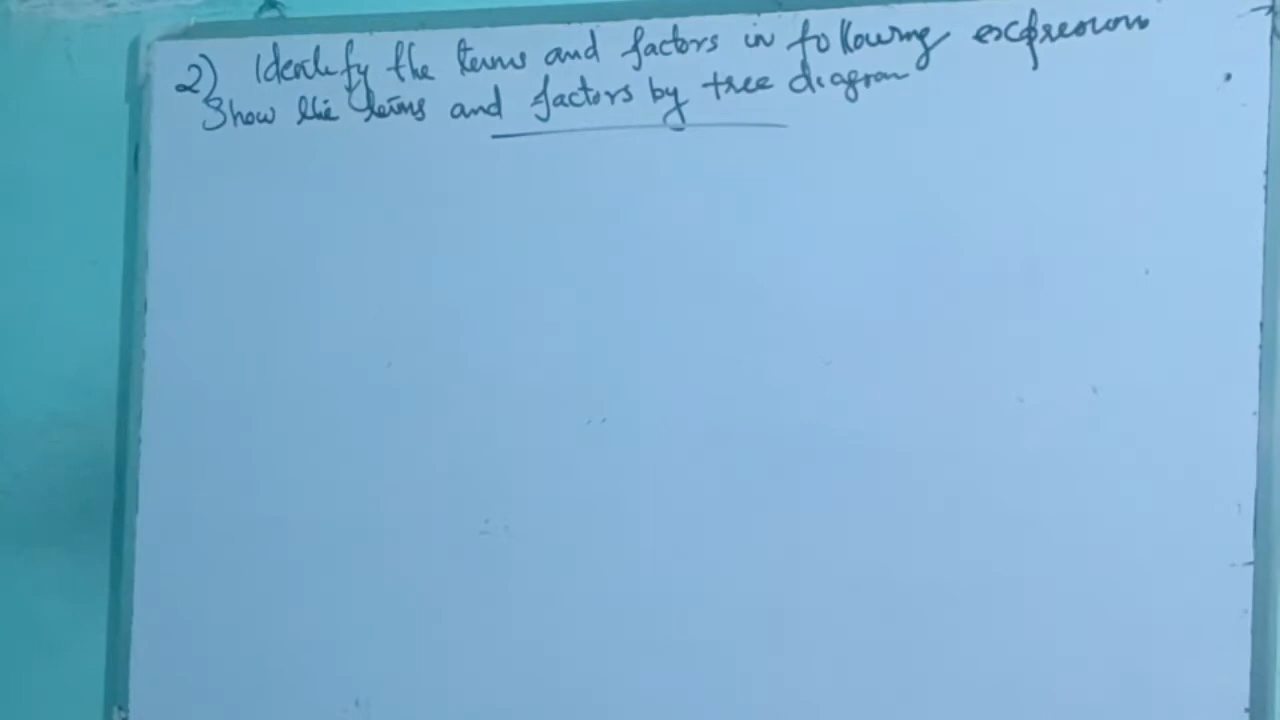 2) Identify the terms and factors in following expression
Show the terms and factors by tree diagram